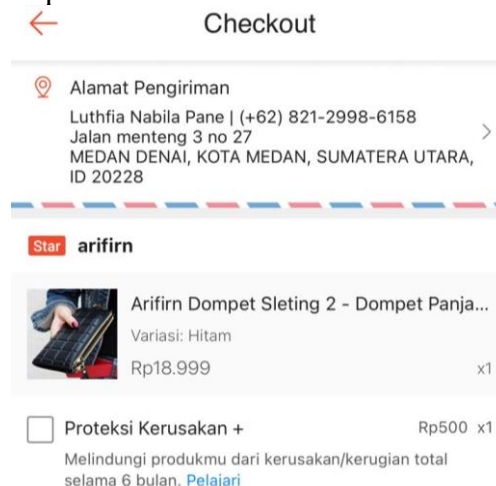 Checkout
Alamat Pengiriman
Luthfia Nabila Pane | (+62) 821-2998-6158
Jalan menteng 3 no 27
MEDAN DENAI, KOTA MEDAN, SUMATERA UTARA,
ID 20228
Star arifirn
Arifirn Dompet Sleting 2 - Dompet Panja...
Variasi: Hitam
Rp18.999 x1
Proteksi Kerusakan + Rp500 x1
Melindungi produkmu dari kerusakan/kerugian total
selama 6 bulan. Pelajari